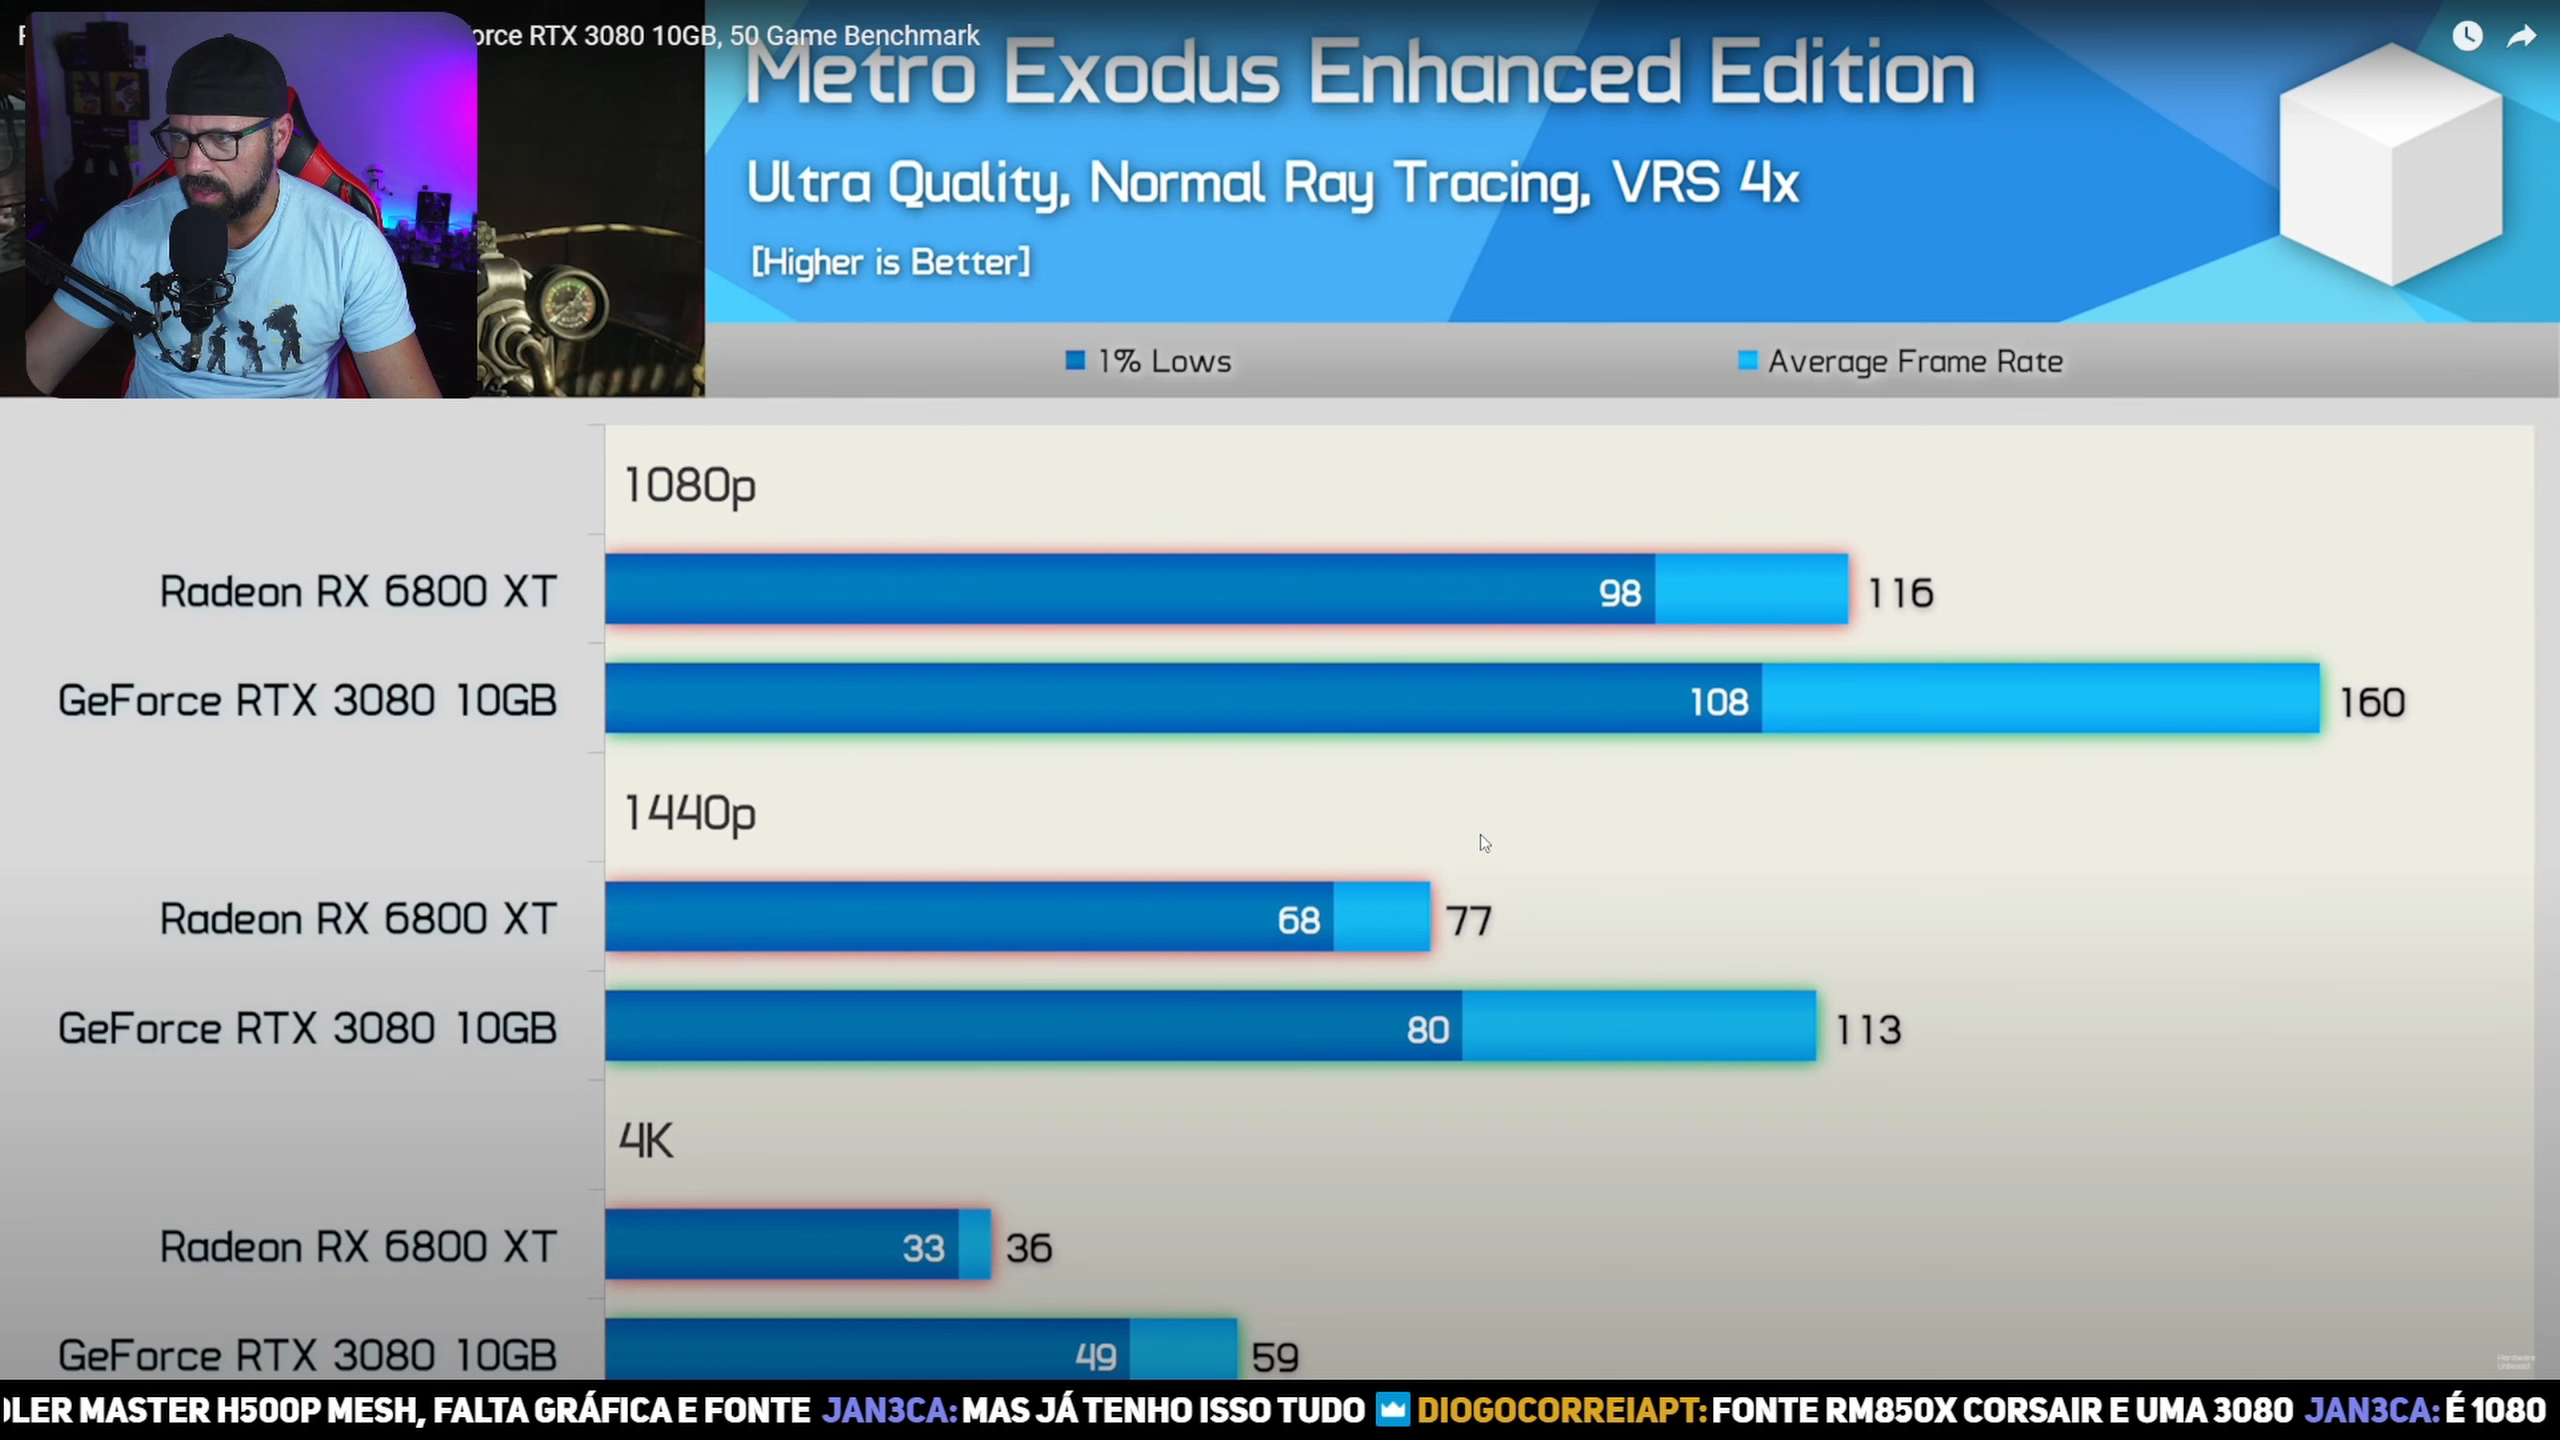 orce RTX 3080 10GB, 50 Game Benchmark
Metro Exodus Enhanced Edition
Ultra Quality, Normal Ray Tracing, VRS 4x
[Higher is Better]
1% Lows
Average Frame Rate
1080p
Radeon RX 6800 XT 98 116
GeForce RTX 3080 10GB 108 160
1440p
Radeon RX 6800 XT 68 77
GeForce RTX 3080 10GB 80 113
4K
Radeon RX 6800 XT 33 36
GeForce RTX 3080 10GB 49 59
Hardware
Unboxed
OLER MASTER H500P MESH, FALTA GRÁFICA E FONTE JAN3CA: MAS JÁ TENHO ISSO TUDO DIOGOCORREIAPT: FONTE RM850X CORSAIR E UMA 3080 JAN3CA: É 1080